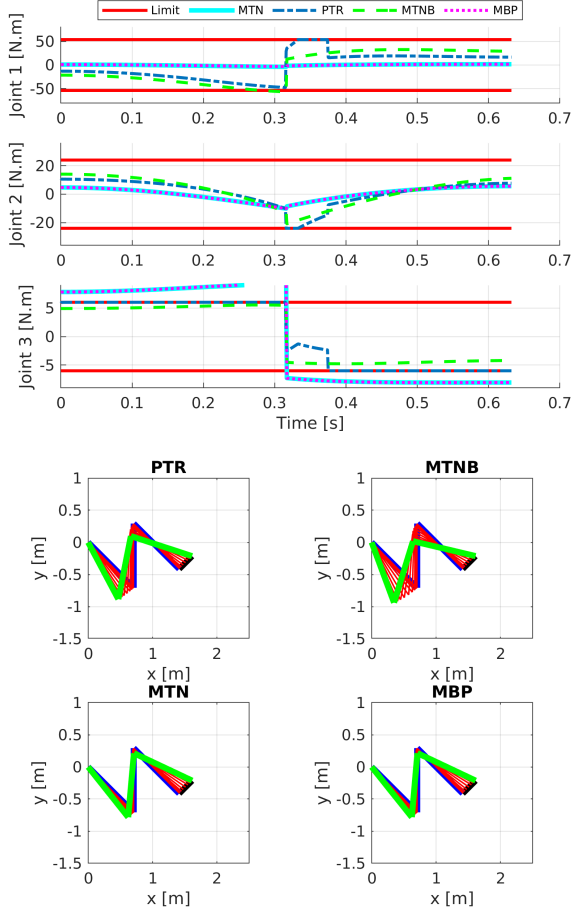 Limit MTN PTR MTNB MBP
Joint 1 [N.m]
50
0
-50
0 0.1 0.2 0.3 0.4 0.5 0.6 0.7
Joint 2 [N.m]
20
0
-20
0 0.1 0.2 0.3 0.4 0.5 0.6 0.7
Joint 3 [N.m]
5
0
-5
0 0.1 0.2 0.3 0.4 0.5 0.6 0.7
Time [s]
PTR MTNB
y [m] y [m]
1 1
0.5 0.5
0 0
-0.5 -0.5
-1 -1
-1.5 -1.5
0 1 2 0 1 2
x [m] x [m]
MTN MBP
y [m] y [m]
1 1
0.5 0.5
0 0
-0.5 -0.5
-1 -1
-1.5 -1.5
0 1 2 0 1 2
x [m] x [m]